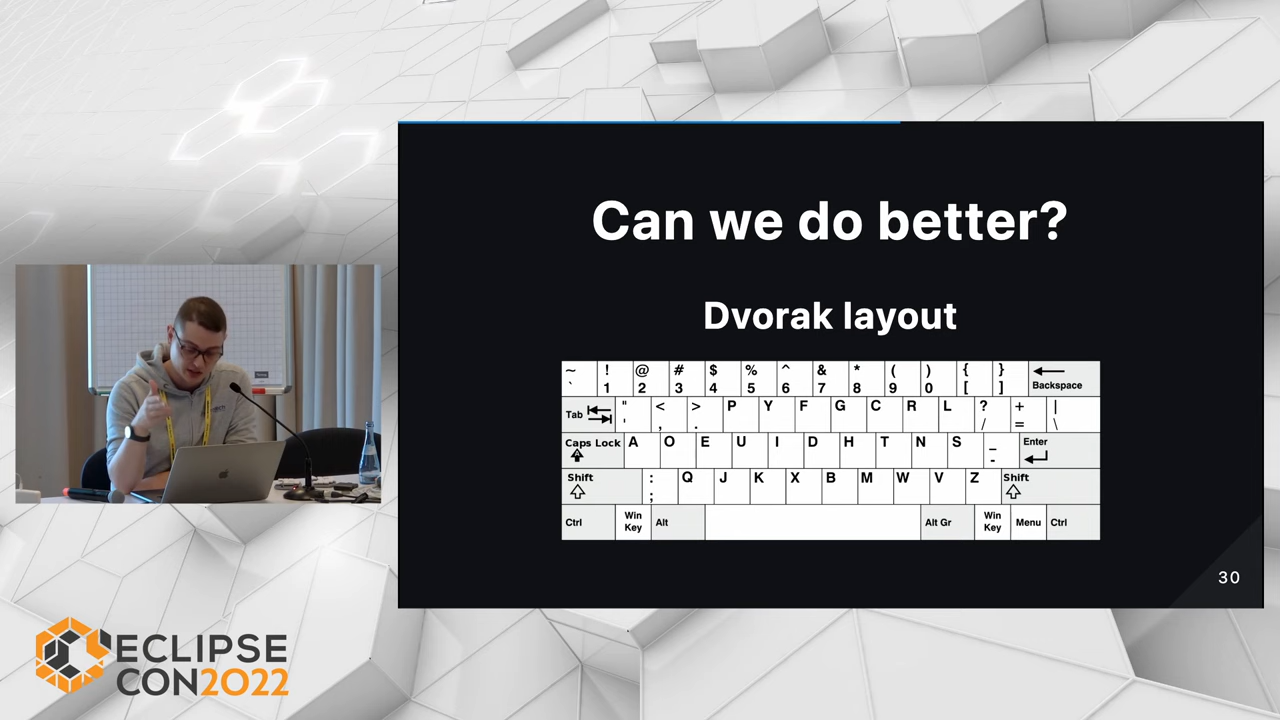 Can we do better?
Dvorak layout
~ ! @ # $ % ^ & * ( ) { }
` 1 2 3 4 5 6 7 8 9 0 [ ] Backspace
Tab " < > P Y F G C R L ? + |
' , . / = \
Caps Lock A O E U I D H T N S _ Enter
-
Shift : Q J K X B M W V Z Shift
;
Ctrl Win Key Alt Alt Gr Win Key Menu Ctrl
30
ECLIPSE
CON2022